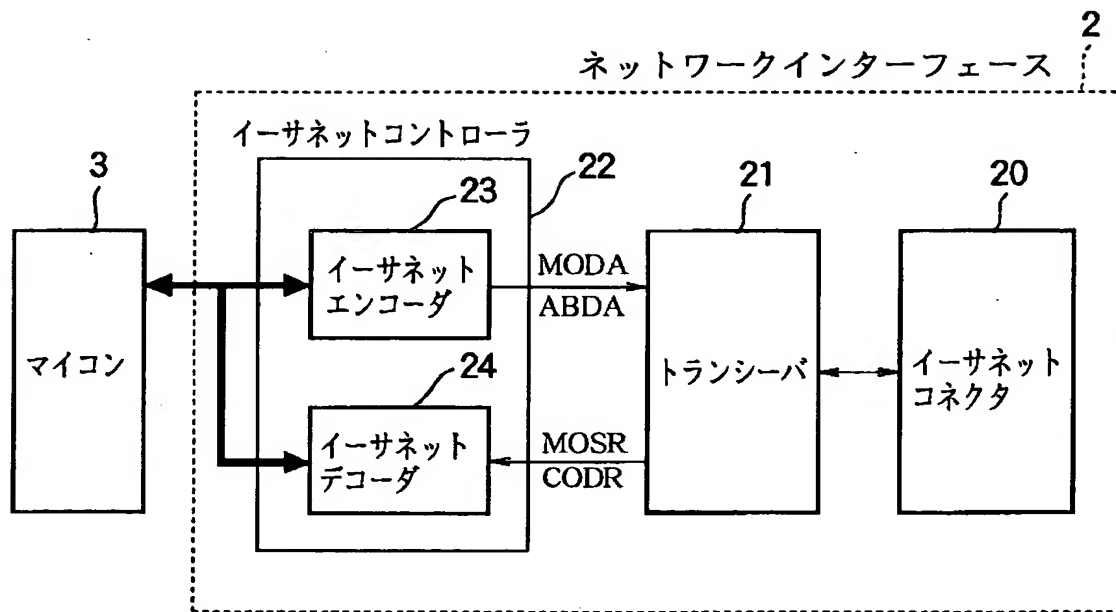 2
ネットワークインターフェース
イーサネットコントローラ
3
22
23
21
20
イーサネット
エンコーダ
MODA
ABDA
マイコン
24
トランシーバ
イーサネット
コネクタ
イーサネット
デコーダ
MOSR
CODR